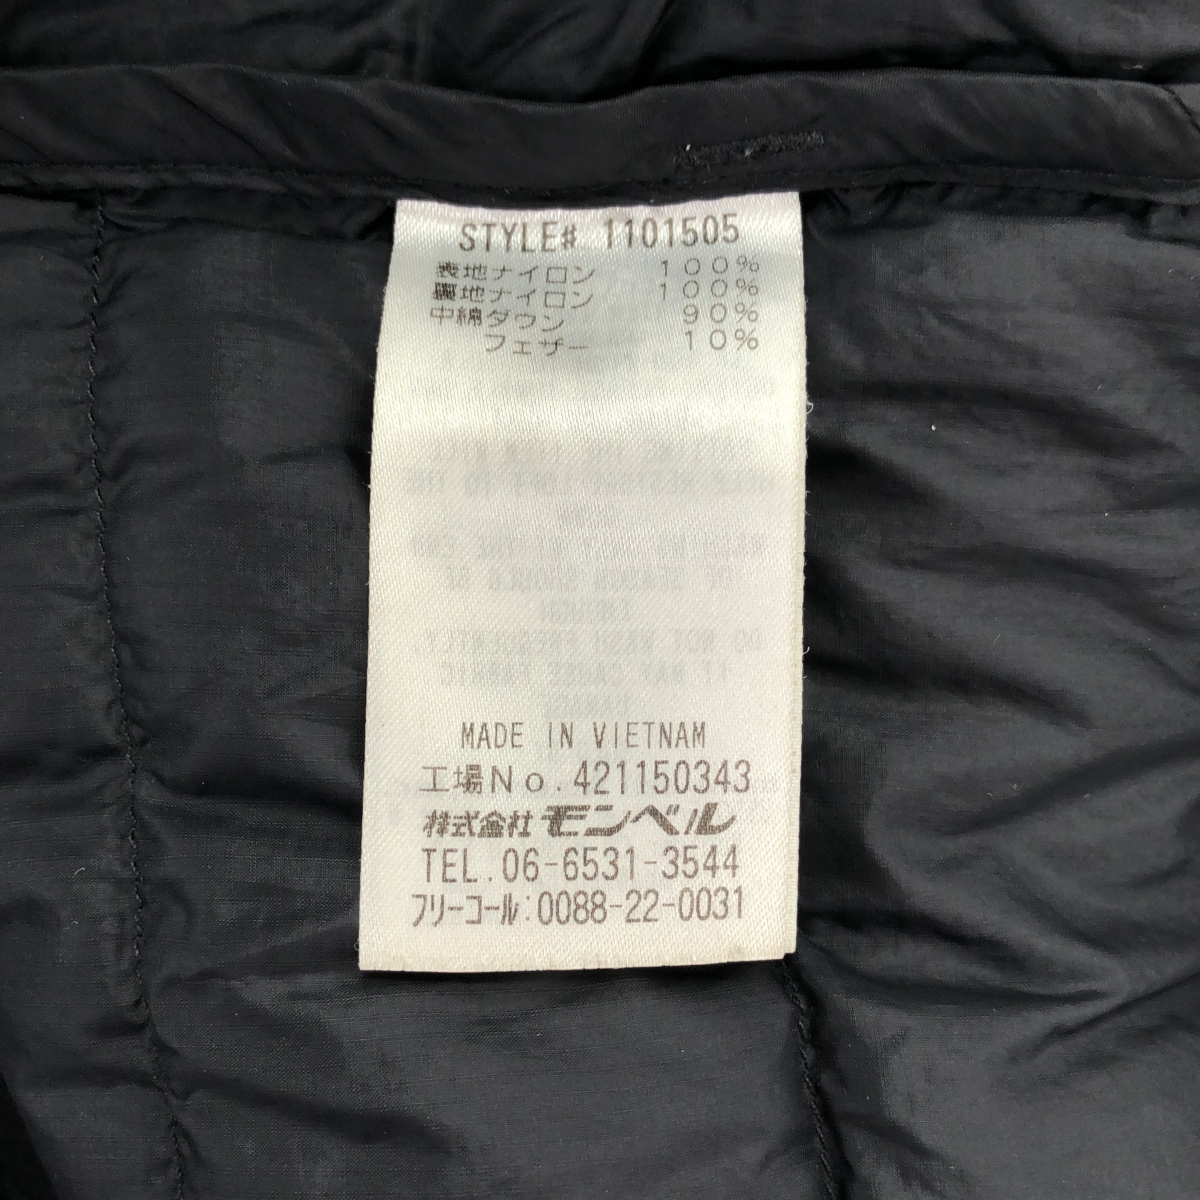 STYLE# 1101505
表地ナイロン 100%
裏地ナイロン 100%
中綿ダウン 90%
フェザー 10%
MADE IN VIETNAM
工場No.421150343
株式会社モンベル
TEL.06-6531-3544
フリーコール:0088-22-0031